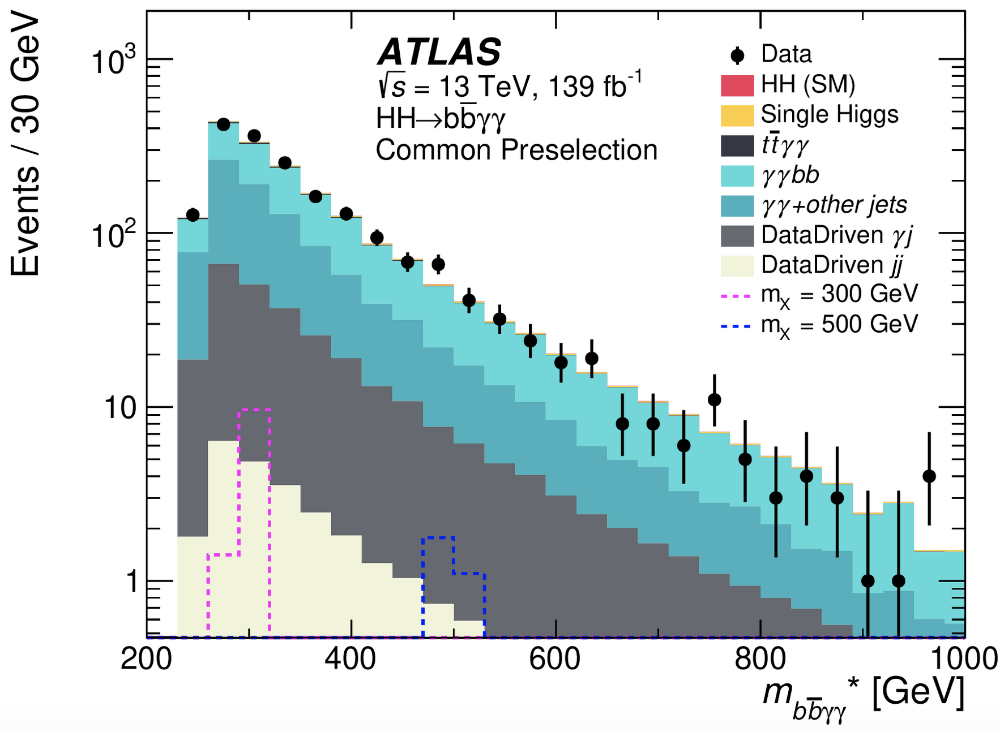 Events / 30 GeV
10³
10²
10
1
ATLAS
√s = 13 TeV, 139 fb⁻¹
HH→bb̅γγ
Common Preselection
Data
HH (SM)
Single Higgs
tt̅γγ
γγbb
γγ+other jets
DataDriven γj
DataDriven jj
mX = 300 GeV
mX = 500 GeV
200 400 600 800 1000
mbb̅γγ* [GeV]